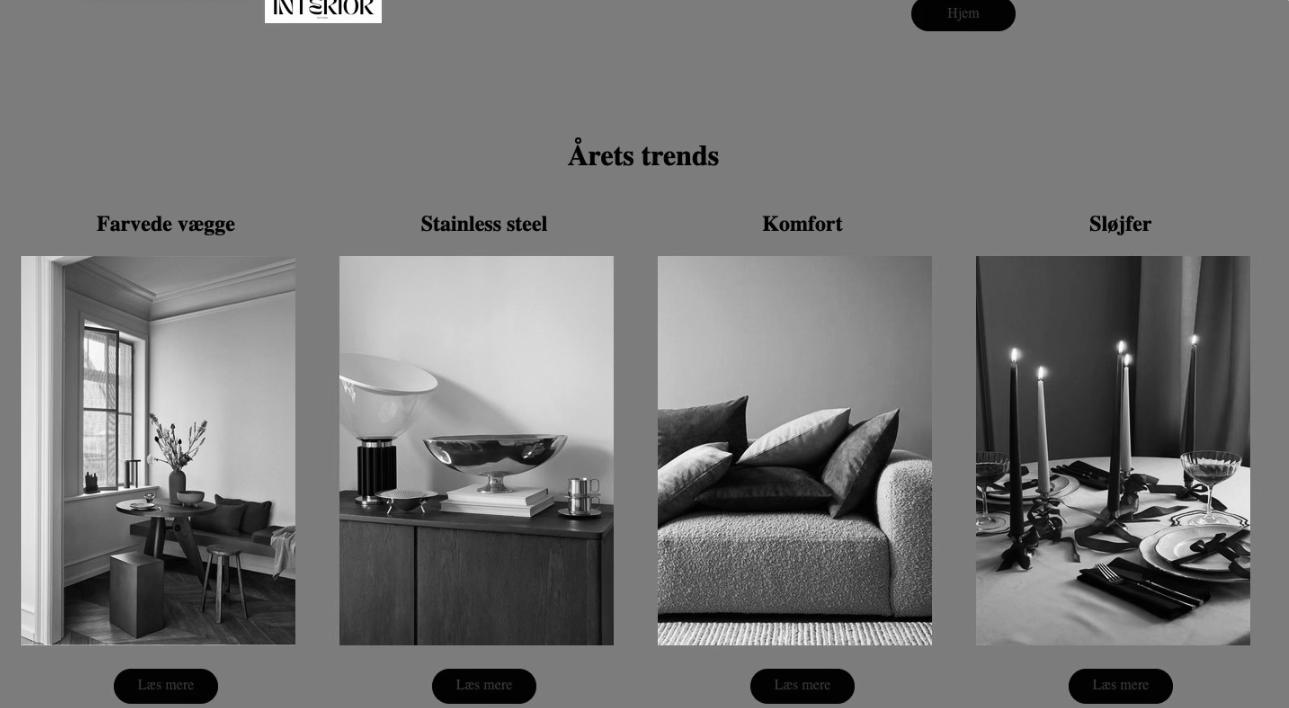 INTERIOR
Hjem
Årets trends
Farvede vægge
Stainless steel
Komfort
Sløjfer
Læs mere
Læs mere
Læs mere
Læs mere